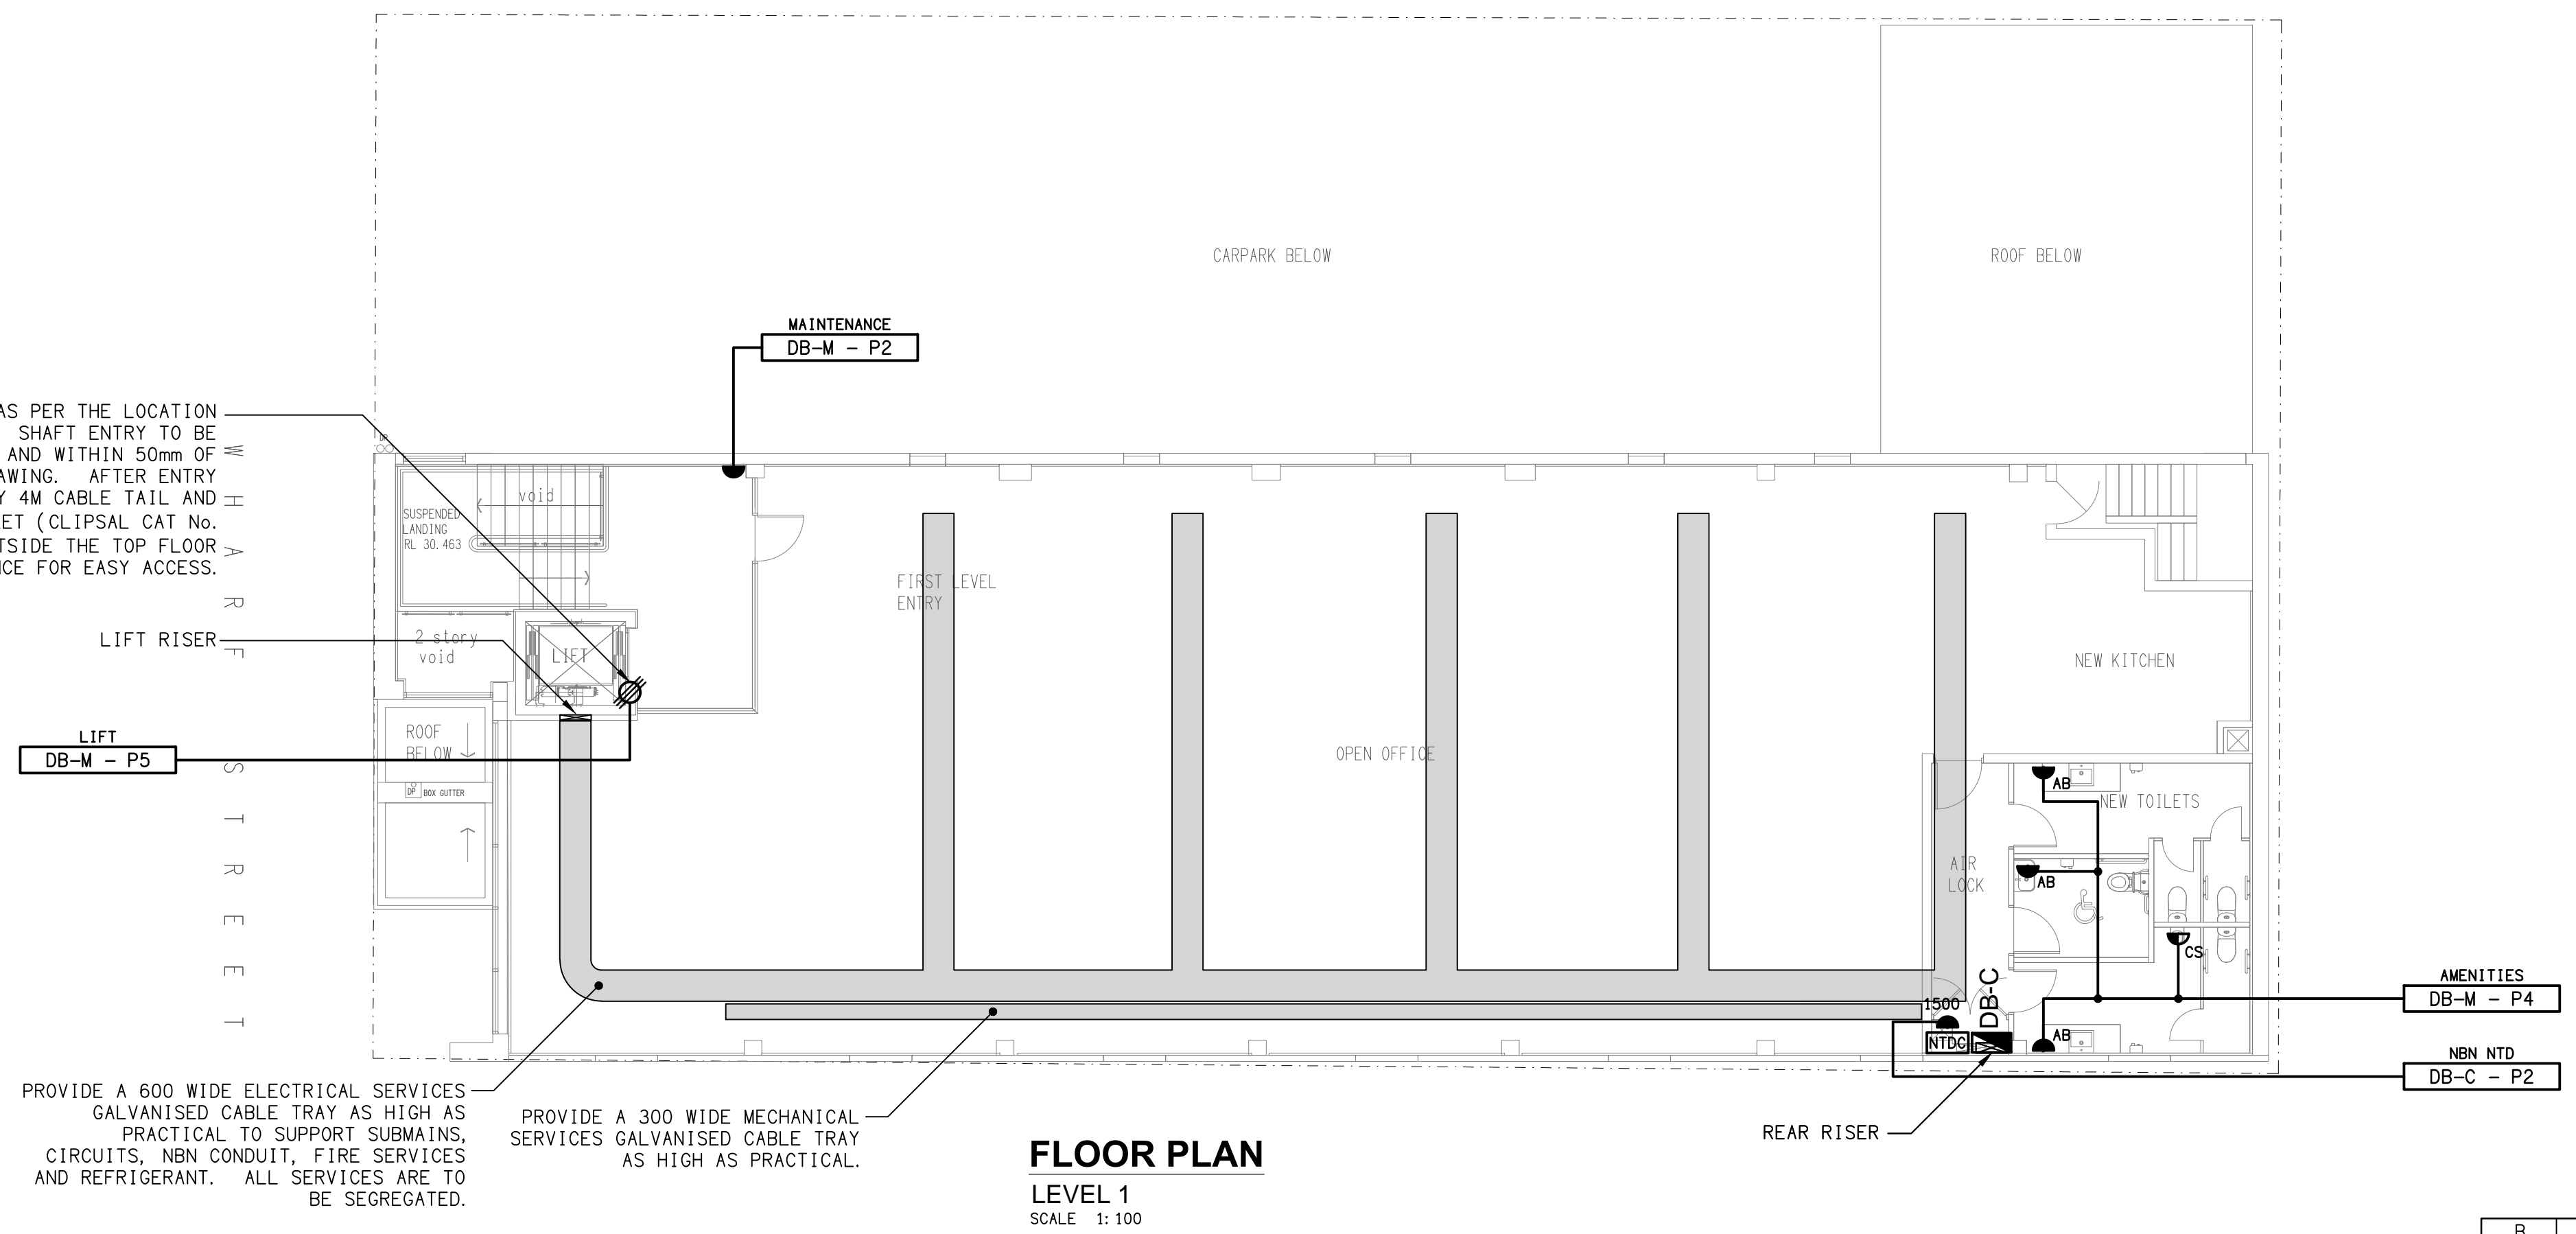 CARPARK BELOW
ROOF BELOW
MAINTENANCE
DB-M - P2
AS PER THE LOCATION
SHAFT ENTRY TO BE
AND WITHIN 50mm OF
AWING. AFTER ENTRY
Y 4M CABLE TAIL AND
ET (CLIPSAL CAT No.
TSIDE THE TOP FLOOR
NCE FOR EASY ACCESS.
WHARF STREET
DP
void
SUSPENDED
LANDING
RL 30.463
FIRST LEVEL
ENTRY
LIFT RISER
2 story
void
LIFT
NEW KITCHEN
LIFT
DB-M - P5
ROOF
BELOW
DP
BOX GUTTER
OPEN OFFICE
AB
NEW TOILETS
AIR
LOCK
AB
CS
DB-C
1500
NTDC
AB
AMENITIES
DB-M - P4
NBN NTD
DB-C - P2
REAR RISER
PROVIDE A 600 WIDE ELECTRICAL SERVICES
GALVANISED CABLE TRAY AS HIGH AS
PRACTICAL TO SUPPORT SUBMAINS,
CIRCUITS, NBN CONDUIT, FIRE SERVICES
AND REFRIGERANT. ALL SERVICES ARE TO
BE SEGREGATED.
PROVIDE A 300 WIDE MECHANICAL
SERVICES GALVANISED CABLE TRAY
AS HIGH AS PRACTICAL.
FLOOR PLAN
LEVEL 1
SCALE 1:100